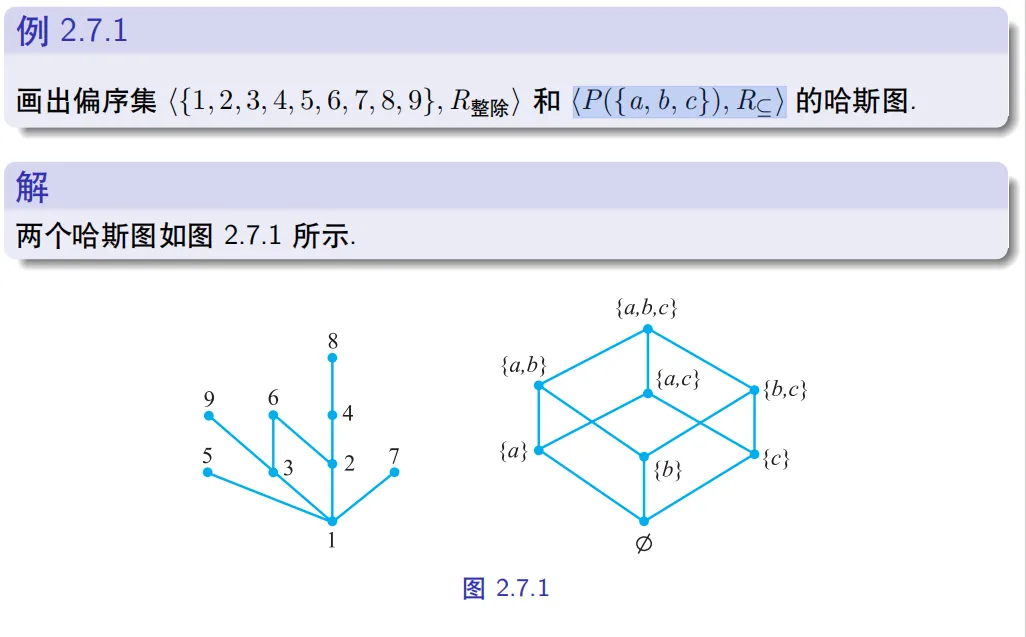 例 2.7.1
画出偏序集 ⟨{1, 2, 3, 4, 5, 6, 7, 8, 9}, R整除⟩ 和 ⟨P({a, b, c}), R⊆⟩ 的哈斯图.
解
两个哈斯图如图 2.7.1 所示.
8
9
6
4
5
3
2
7
1
{a,b,c}
{a,b}
{a,c}
{b,c}
{a}
{b}
{c}
∅
图 2.7.1